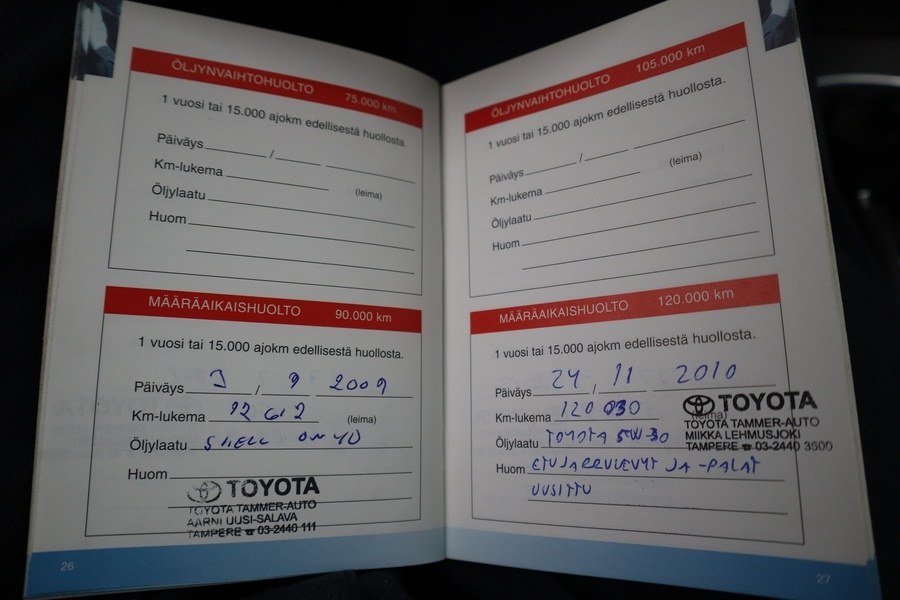 ÖLJYNVAIHTOHUOLTO 75.000 km
1 vuosi tai 15.000 ajokm edellisestä huollosta.
Päiväys / 
Km-lukema (leima)
Öljylaatu
Huom
MÄÄRÄAIKAISHUOLTO 90.000 km
1 vuosi tai 15.000 ajokm edellisestä huollosta.
Päiväys / 9 2009
Km-lukema (leima)
Öljylaatu SHELL
Huom
TOYOTA
TOYOTA TAMMER-AUTO
AARNI UUSI-SALAVA
TAMPERE ☎ 03-2440 111
26
ÖLJYNVAIHTOHUOLTO 105.000 km
1 vuosi tai 15.000 ajokm edellisestä huollosta.
Päiväys /
Km-lukema (leima)
Öljylaatu
Huom
MÄÄRÄAIKAISHUOLTO 120.000 km
1 vuosi tai 15.000 ajokm edellisestä huollosta.
Päiväys 24 / 11 2010
Km-lukema 120 030 (leima)
Öljylaatu TOYOTA 5W-30
Huom ETUJARRULEVYT JA -PALAT
UUSITTU
TOYOTA
TOYOTA TAMMER-AUTO
MIIKKA LEHMUSJOKI
TAMPERE ☎ 03-2440 3500
27